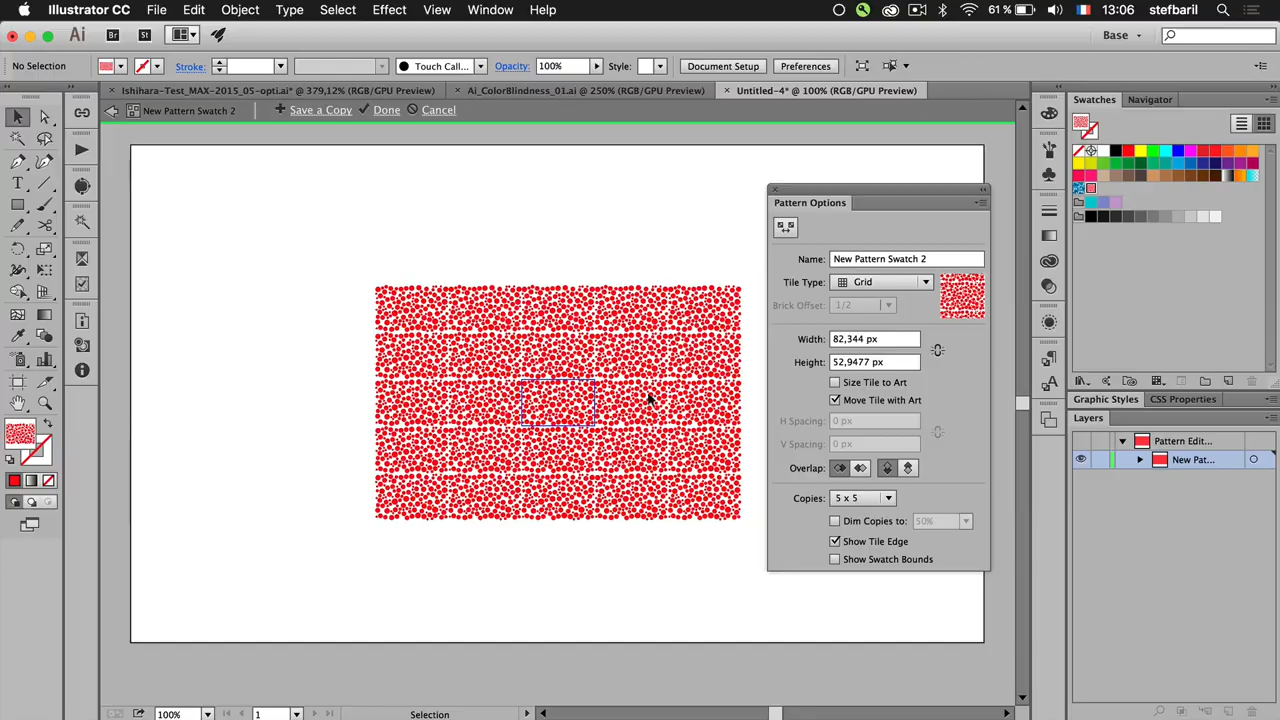 Illustrator CC File Edit Object Type Select Effect View Window Help 61 % 13:06 stefbaril
Ai Br St Base
No Selection Stroke: Touch Call... Opacity: 100% Style: Document Setup Preferences
× Ishihara-Test_MAX-2015_05-opti.ai* @ 379,12% (RGB/GPU Preview) × Ai_ColorBlindness_01.ai @ 250% (RGB/GPU Preview) × Untitled-4* @ 100% (RGB/GPU Preview)
New Pattern Swatch 2 + Save a Copy Done Cancel
Swatches Navigator
Pattern Options
Name: New Pattern Swatch 2
Tile Type: Grid
Brick Offset: 1/2
Width: 82,344 px
Height: 52,9477 px
Size Tile to Art
Move Tile with Art
H Spacing: 0 px
V Spacing: 0 px
Overlap:
Copies: 5 x 5
Dim Copies to: 50%
Show Tile Edge
Show Swatch Bounds
Graphic Styles CSS Properties
Layers
Pattern Edit...
New Pat...
100% 1 Selection